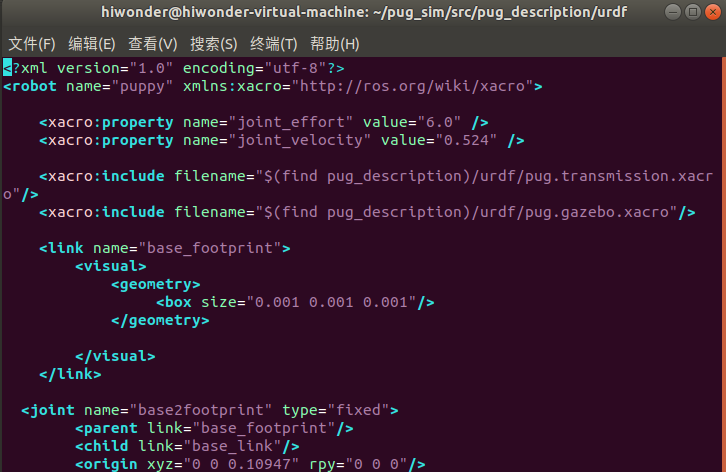 hiwonder@hiwonder-virtual-machine: ~/pug_sim/src/pug_description/urdf
文件(F) 编辑(E) 查看(V) 搜索(S) 终端(T) 帮助(H)
<?xml version="1.0" encoding="utf-8"?>
<robot name="puppy" xmlns:xacro="http://ros.org/wiki/xacro">
    <xacro:property name="joint_effort" value="6.0" />
    <xacro:property name="joint_velocity" value="0.524" />
    <xacro:include filename="$(find pug_description)/urdf/pug.transmission.xacr
o"/>
    <xacro:include filename="$(find pug_description)/urdf/pug.gazebo.xacro"/>
    <link name="base_footprint">
        <visual>
            <geometry>
                 <box size="0.001 0.001 0.001"/>
            </geometry>
        </visual>
    </link>
  <joint name="base2footprint" type="fixed">
        <parent link="base_footprint"/>
        <child link="base_link"/>
        <origin xyz="0 0 0.10947" rpy="0 0 0"/>